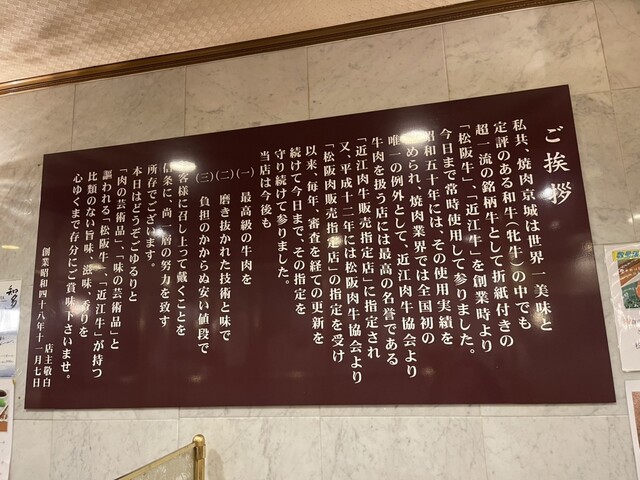 ご挨拶
私共、焼肉京城は世界一美味と
定評のある和牛（牝牛）の中でも
超一流の銘柄牛として折紙付きの
「松阪牛」、「近江牛」を創業時より
今日まで常時使用して参りました。
昭和五十年には、その使用実績を
認められ、焼肉業界では全国初の
唯一の例外として、近江肉牛協会より
牛肉を扱う店には最高の名誉である
「近江肉牛販売指定店」に指定され
又、平成十二年には松阪肉牛協会より
「松阪肉販売指定店」の指定を受け
以来、毎年、審査を経ての更新を
続けて今日まで、その指定を
守り続けて参りました。
当店は今後も
（一）最高級の牛肉を
（二）磨き抜かれた技術と味で
（三）負担のかからぬ安い値段で
お客様に召し上って戴くことを
信条に、尚一層の努力を致す
所存でございます。
本日はどうぞごゆるりと
「肉の芸術品」、「味の芸術品」と
謳われる「松阪牛」、「近江牛」が持つ
比類のない旨味、滋味、香りを
心ゆくまで存分にご賞味下さいませ。
店主敬白
創業昭和四十八年十一月七日